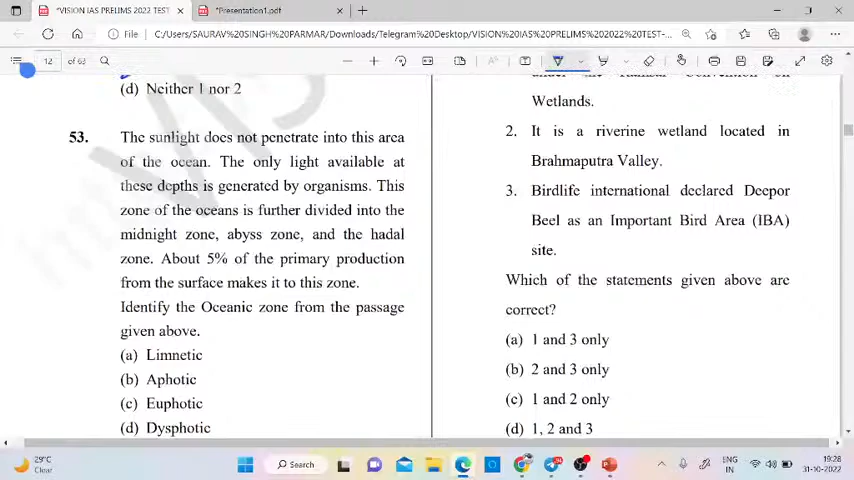 *VISION IAS PRELIMS 2022 TEST
*Presentation1.pdf
File
C:/Users/SAURAV%20SINGH%20PARMAR/Downloads/Telegram%20Desktop/VISION%20IAS%20PRELIMS%202022%20TEST-...
12 of 63
(d) Neither 1 nor 2
53. The sunlight does not penetrate into this area
of the ocean. The only light available at
these depths is generated by organisms. This
zone of the oceans is further divided into the
midnight zone, abyss zone, and the hadal
zone. About 5% of the primary production
from the surface makes it to this zone.
Identify the Oceanic zone from the passage
given above.
(a) Limnetic
(b) Aphotic
(c) Euphotic
(d) Dysphotic
under the Ramsar Convention on
Wetlands.
2. It is a riverine wetland located in
Brahmaputra Valley.
3. Birdlife international declared Deepor
Beel as an Important Bird Area (IBA)
site.
Which of the statements given above are
correct?
(a) 1 and 3 only
(b) 2 and 3 only
(c) 1 and 2 only
(d) 1, 2 and 3
29°C
Clear
Search
ENG
IN
19:28
31-10-2022